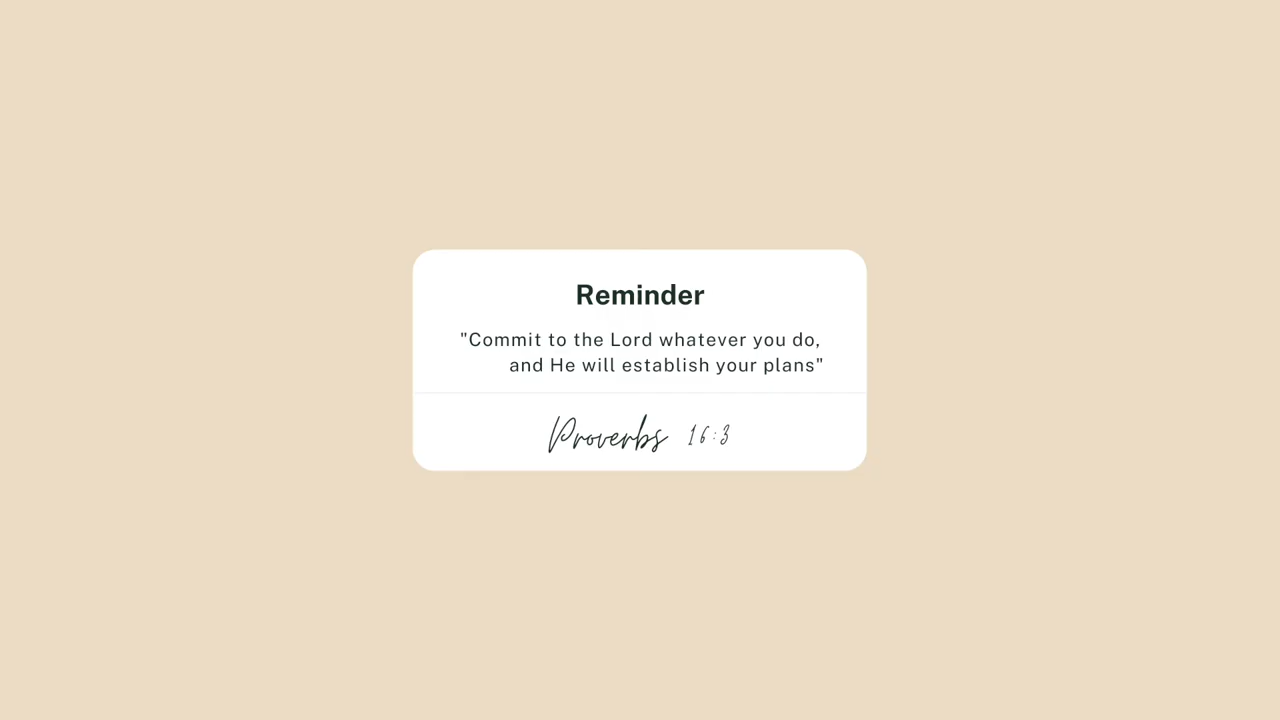 Reminder
"Commit to the Lord whatever you do,
and He will establish your plans"
Proverbs 16:3